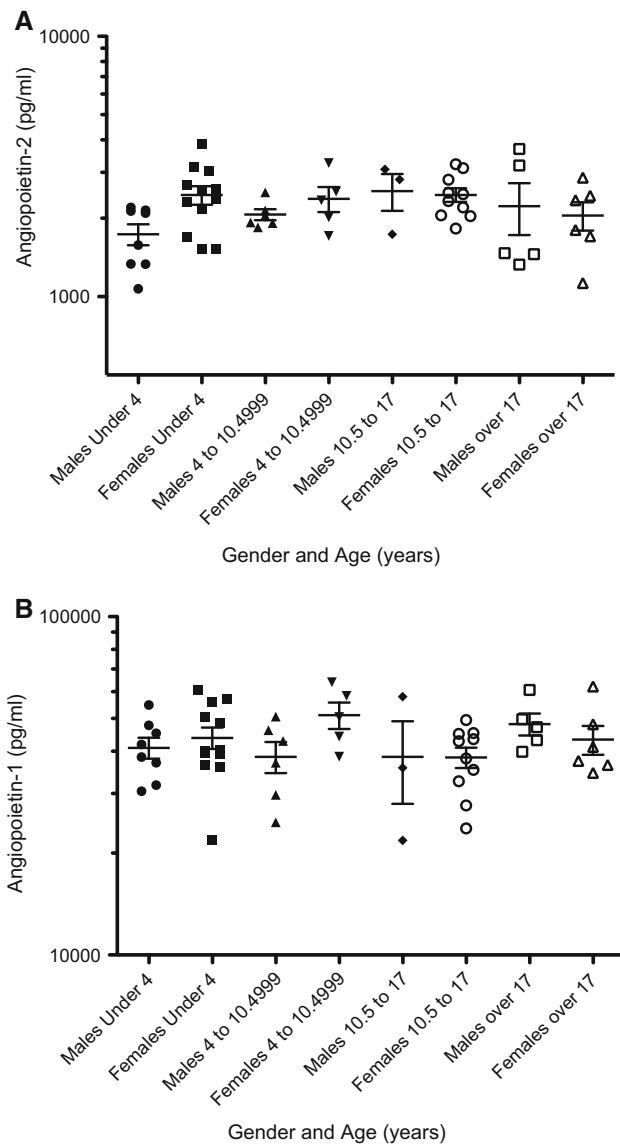 A
10000
1000
Angiopoietin-2 (pg/ml)
Males Under 4
Females Under 4
Males 4 to 10.4999
Females 4 to 10.4999
Males 10.5 to 17
Females 10.5 to 17
Males over 17
Females over 17
Gender and Age (years)
B
100000
10000
Angiopoietin-1 (pg/ml)
Males Under 4
Females Under 4
Males 4 to 10.4999
Females 4 to 10.4999
Males 10.5 to 17
Females 10.5 to 17
Males over 17
Females over 17
Gender and Age (years)